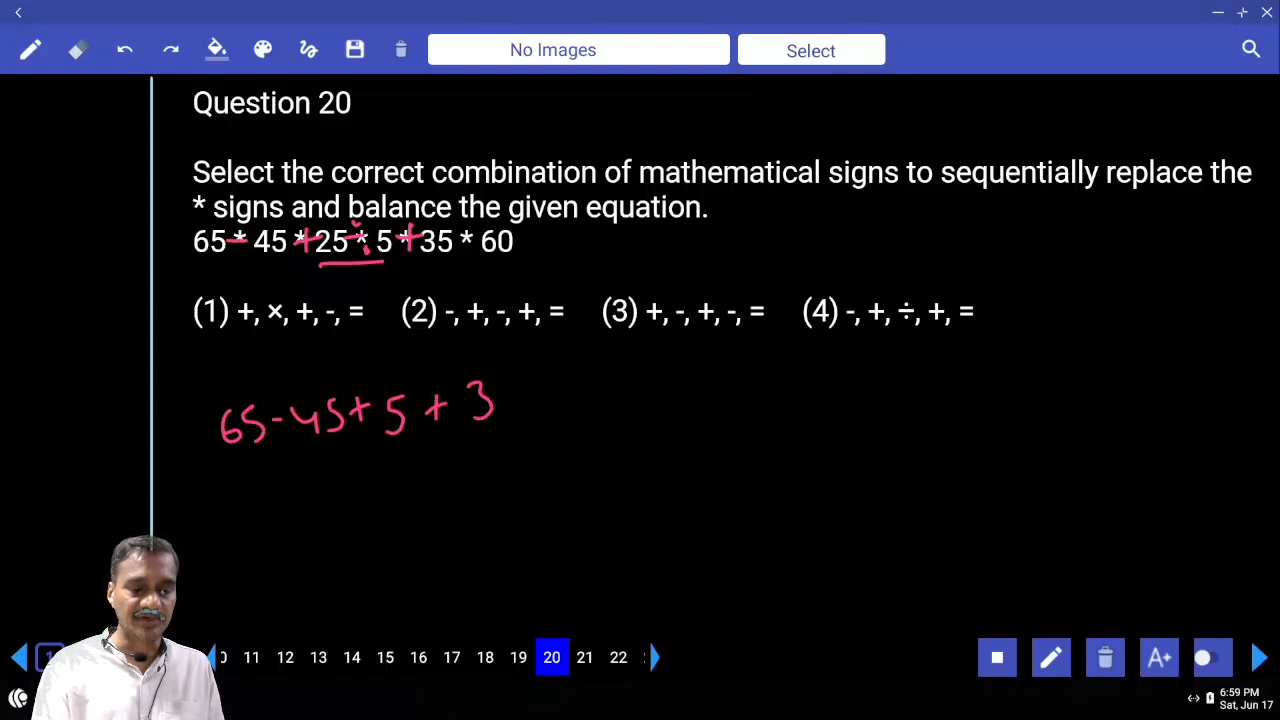 No Images
Select
Question 20
Select the correct combination of mathematical signs to sequentially replace the
* signs and balance the given equation.
65 * 45 * 25 * 5 * 35 * 60
- + ÷ +
(1) +, ×, +, -, = (2) -, +, -, +, = (3) +, -, +, -, = (4) -, +, ÷, +, =
65 - 45 + 5 + 3
11 12 13 14 15 16 17 18 19 20 21 22
A+
6:59 PM
Sat, Jun 17